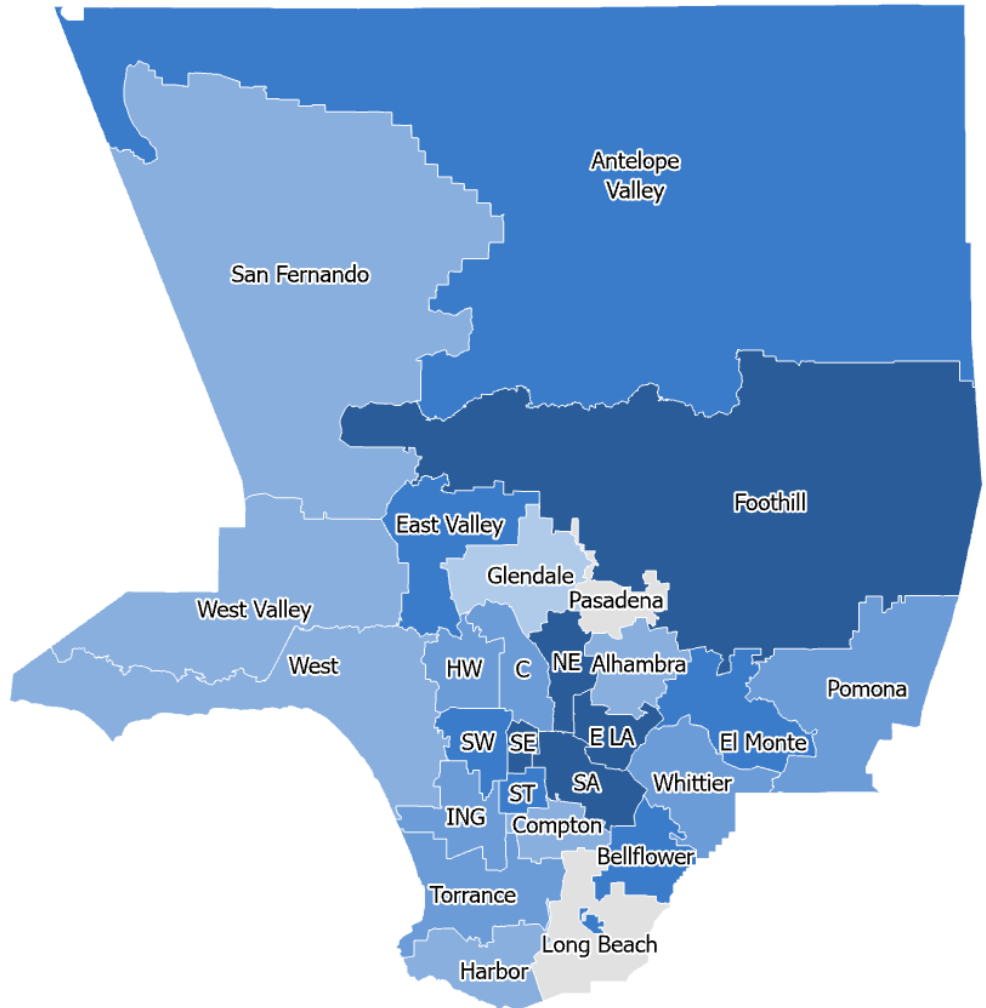 Antelope
Valley
San Fernando
Foothill
East Valley
Glendale
Pasadena
West Valley
West
HW
C
NE
Alhambra
Pomona
SW
SE
E LA
El Monte
ING
ST
SA
Whittier
Compton
Bellflower
Torrance
Long Beach
Harbor